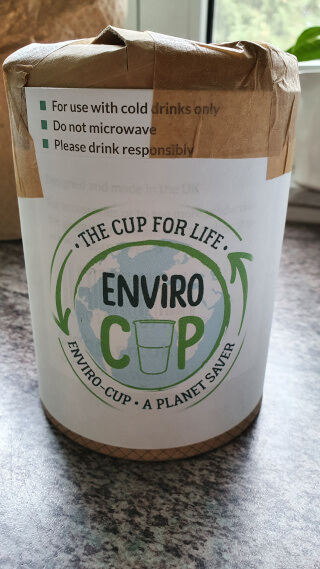 For use with cold drinks only
Do not microwave
Please drink responsibly
Designed and made in the UK
· THE CUP FOR LIFE ·
ENViRO
CUP
ENVIRO-CUP · A PLANET SAVER